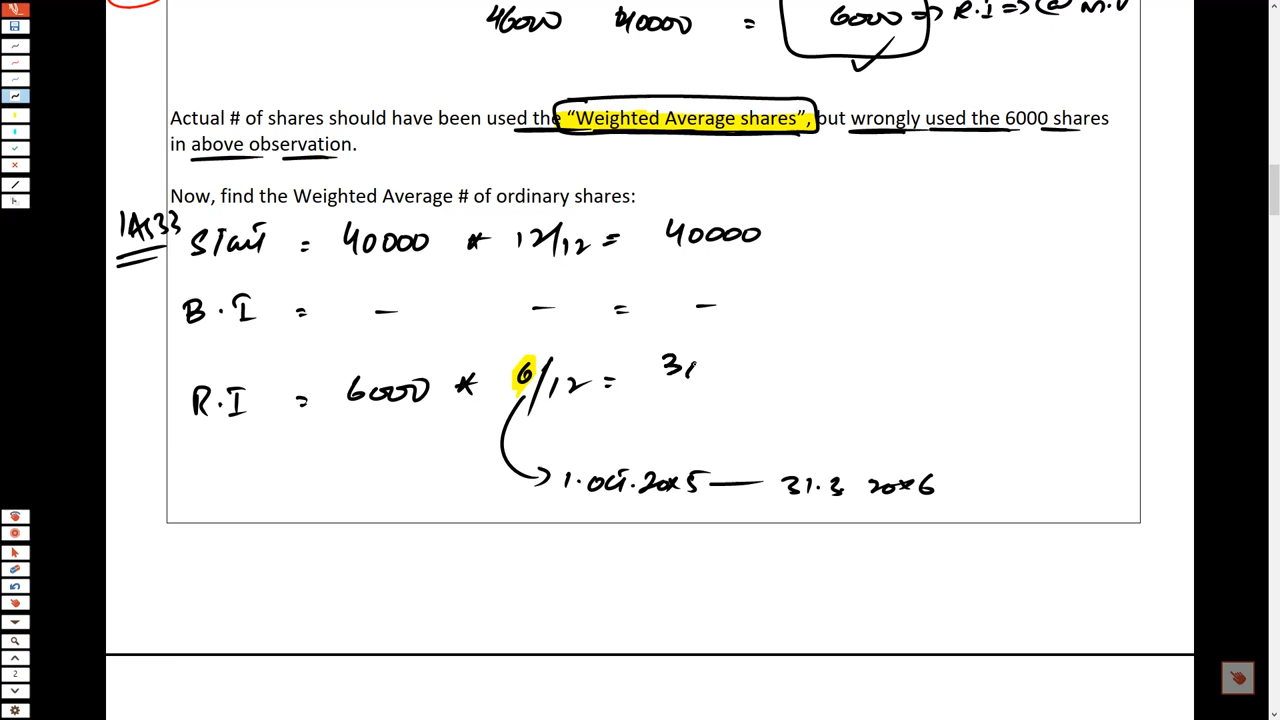 46000 40000 = 6000 => R.I => @ M.V
Actual # of shares should have been used the “Weighted Average shares”, but wrongly used the 6000 shares
in above observation.
Now, find the Weighted Average # of ordinary shares:
IAS33
Start = 40000 * 12/12 = 40000
B.I = - - = -
R.I = 6000 * 6/12 = 30
1.Oct.20x5 — 31.3 20x6
2